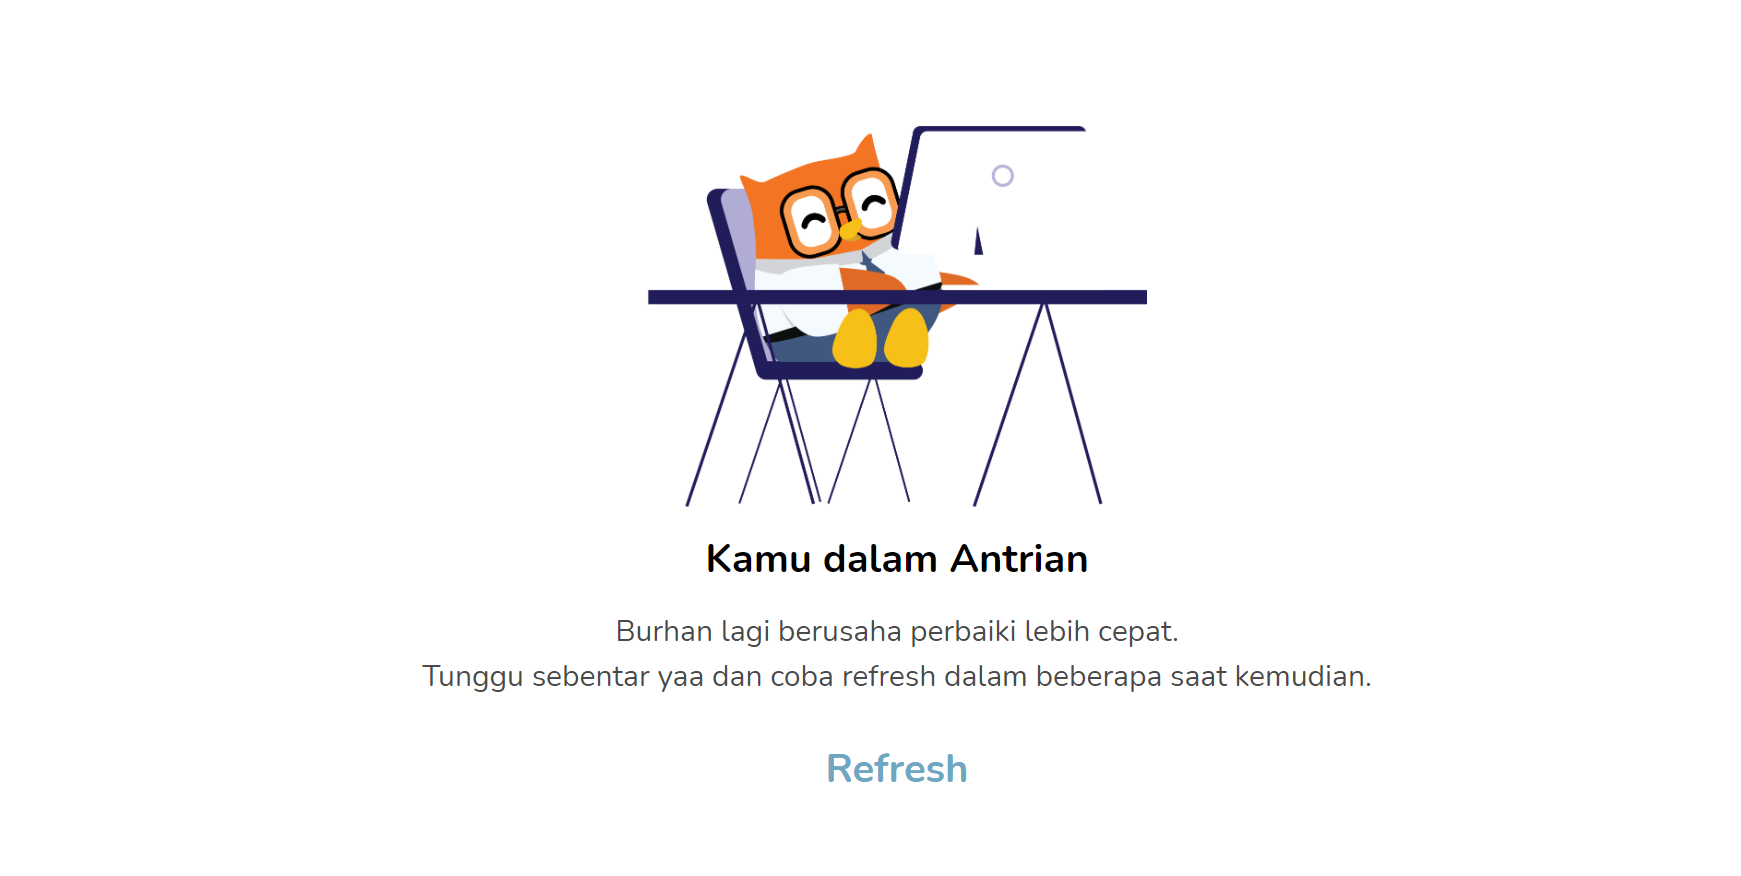 Kamu dalam Antrian
Burhan lagi berusaha perbaiki lebih cepat.
Tunggu sebentar yaa dan coba refresh dalam beberapa saat kemudian.
Refresh